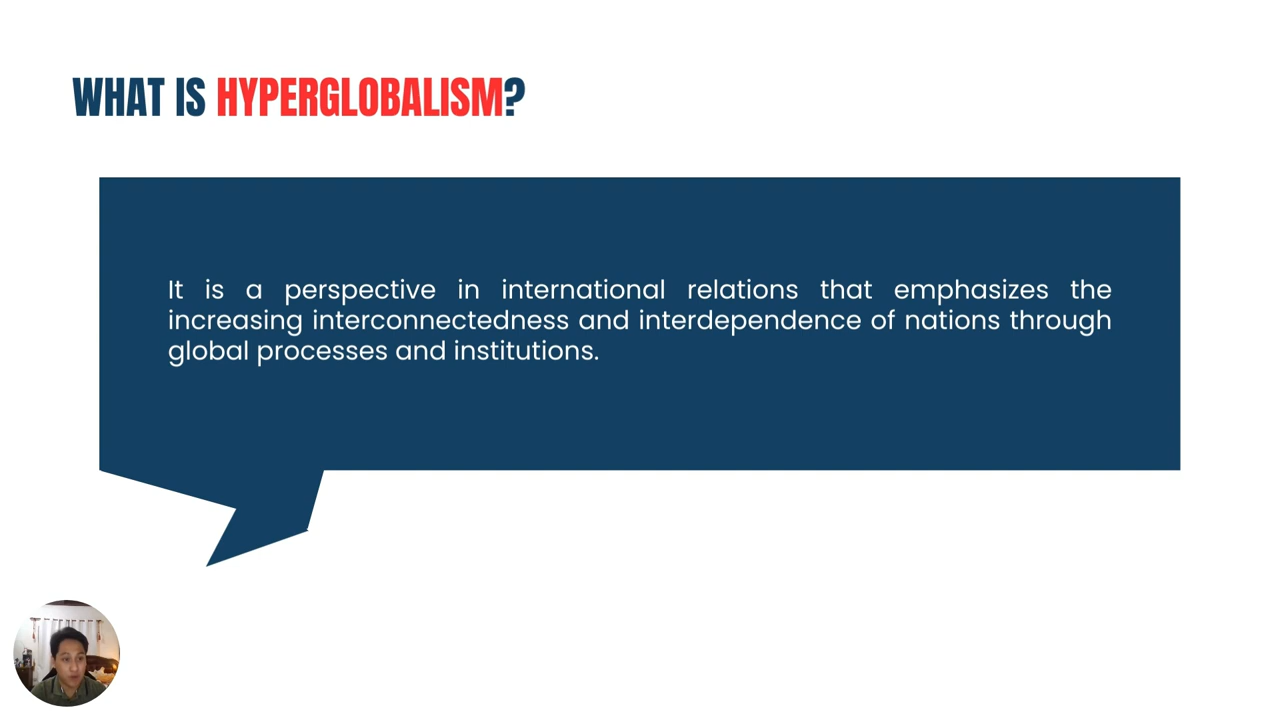 WHAT IS HYPERGLOBALISM?
It is a perspective in international relations that emphasizes the
increasing interconnectedness and interdependence of nations through
global processes and institutions.